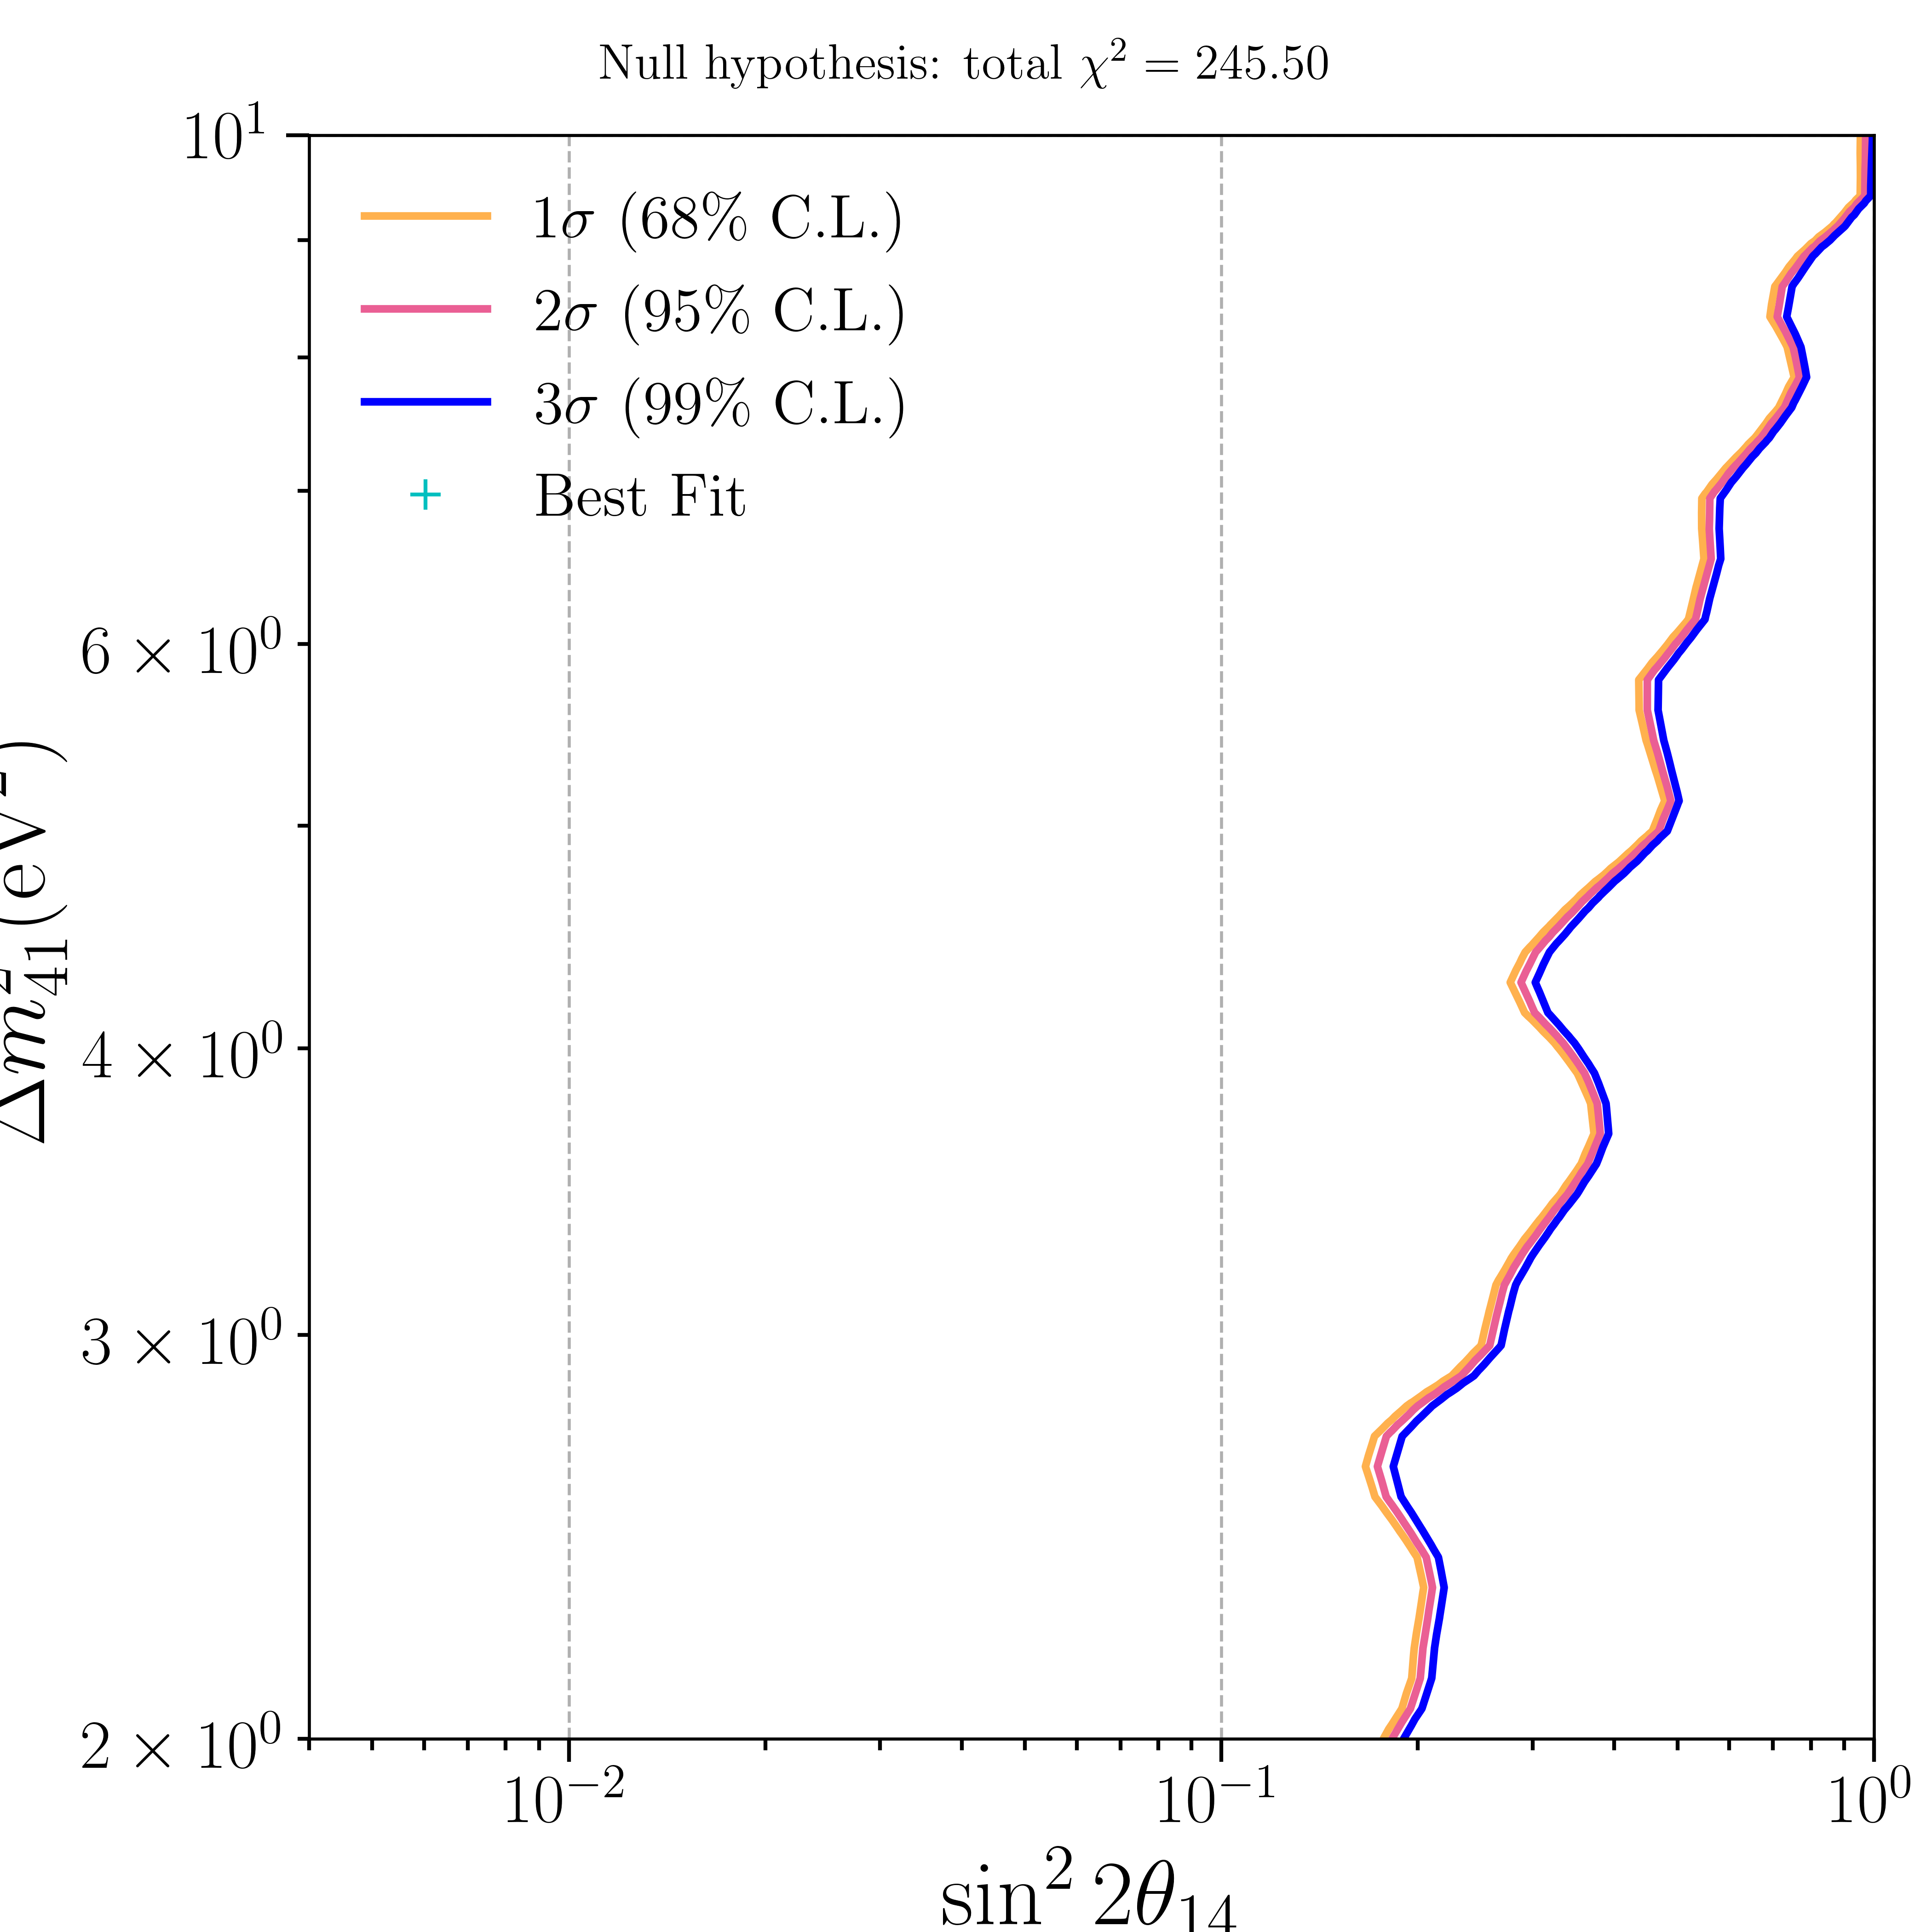 Null hypothesis: total χ² = 245.50
10¹
1σ (68% C.L.)
2σ (95% C.L.)
3σ (99% C.L.)
Best Fit
6 × 10⁰
4 × 10⁰
3 × 10⁰
2 × 10⁰
Δm²₄₁(eV²)
10⁻²
10⁻¹
10⁰
sin² 2θ₁₄